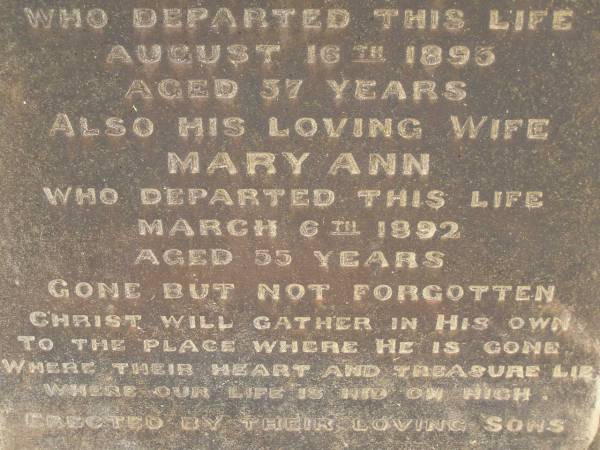 WHO DEPARTED THIS LIFE
AUGUST 16TH 1895
AGED 57 YEARS
ALSO HIS LOVING WIFE
MARY ANN
WHO DEPARTED THIS LIFE
MARCH 6TH 1892
AGED 55 YEARS
GONE BUT NOT FORGOTTEN
CHRIST WILL GATHER IN HIS OWN
TO THE PLACE WHERE HE IS GONE
WHERE THEIR HEART AND TREASURE LIE
WHERE OUR LIFE IS HID ON HIGH.
ERECTED BY THEIR LOVING SONS